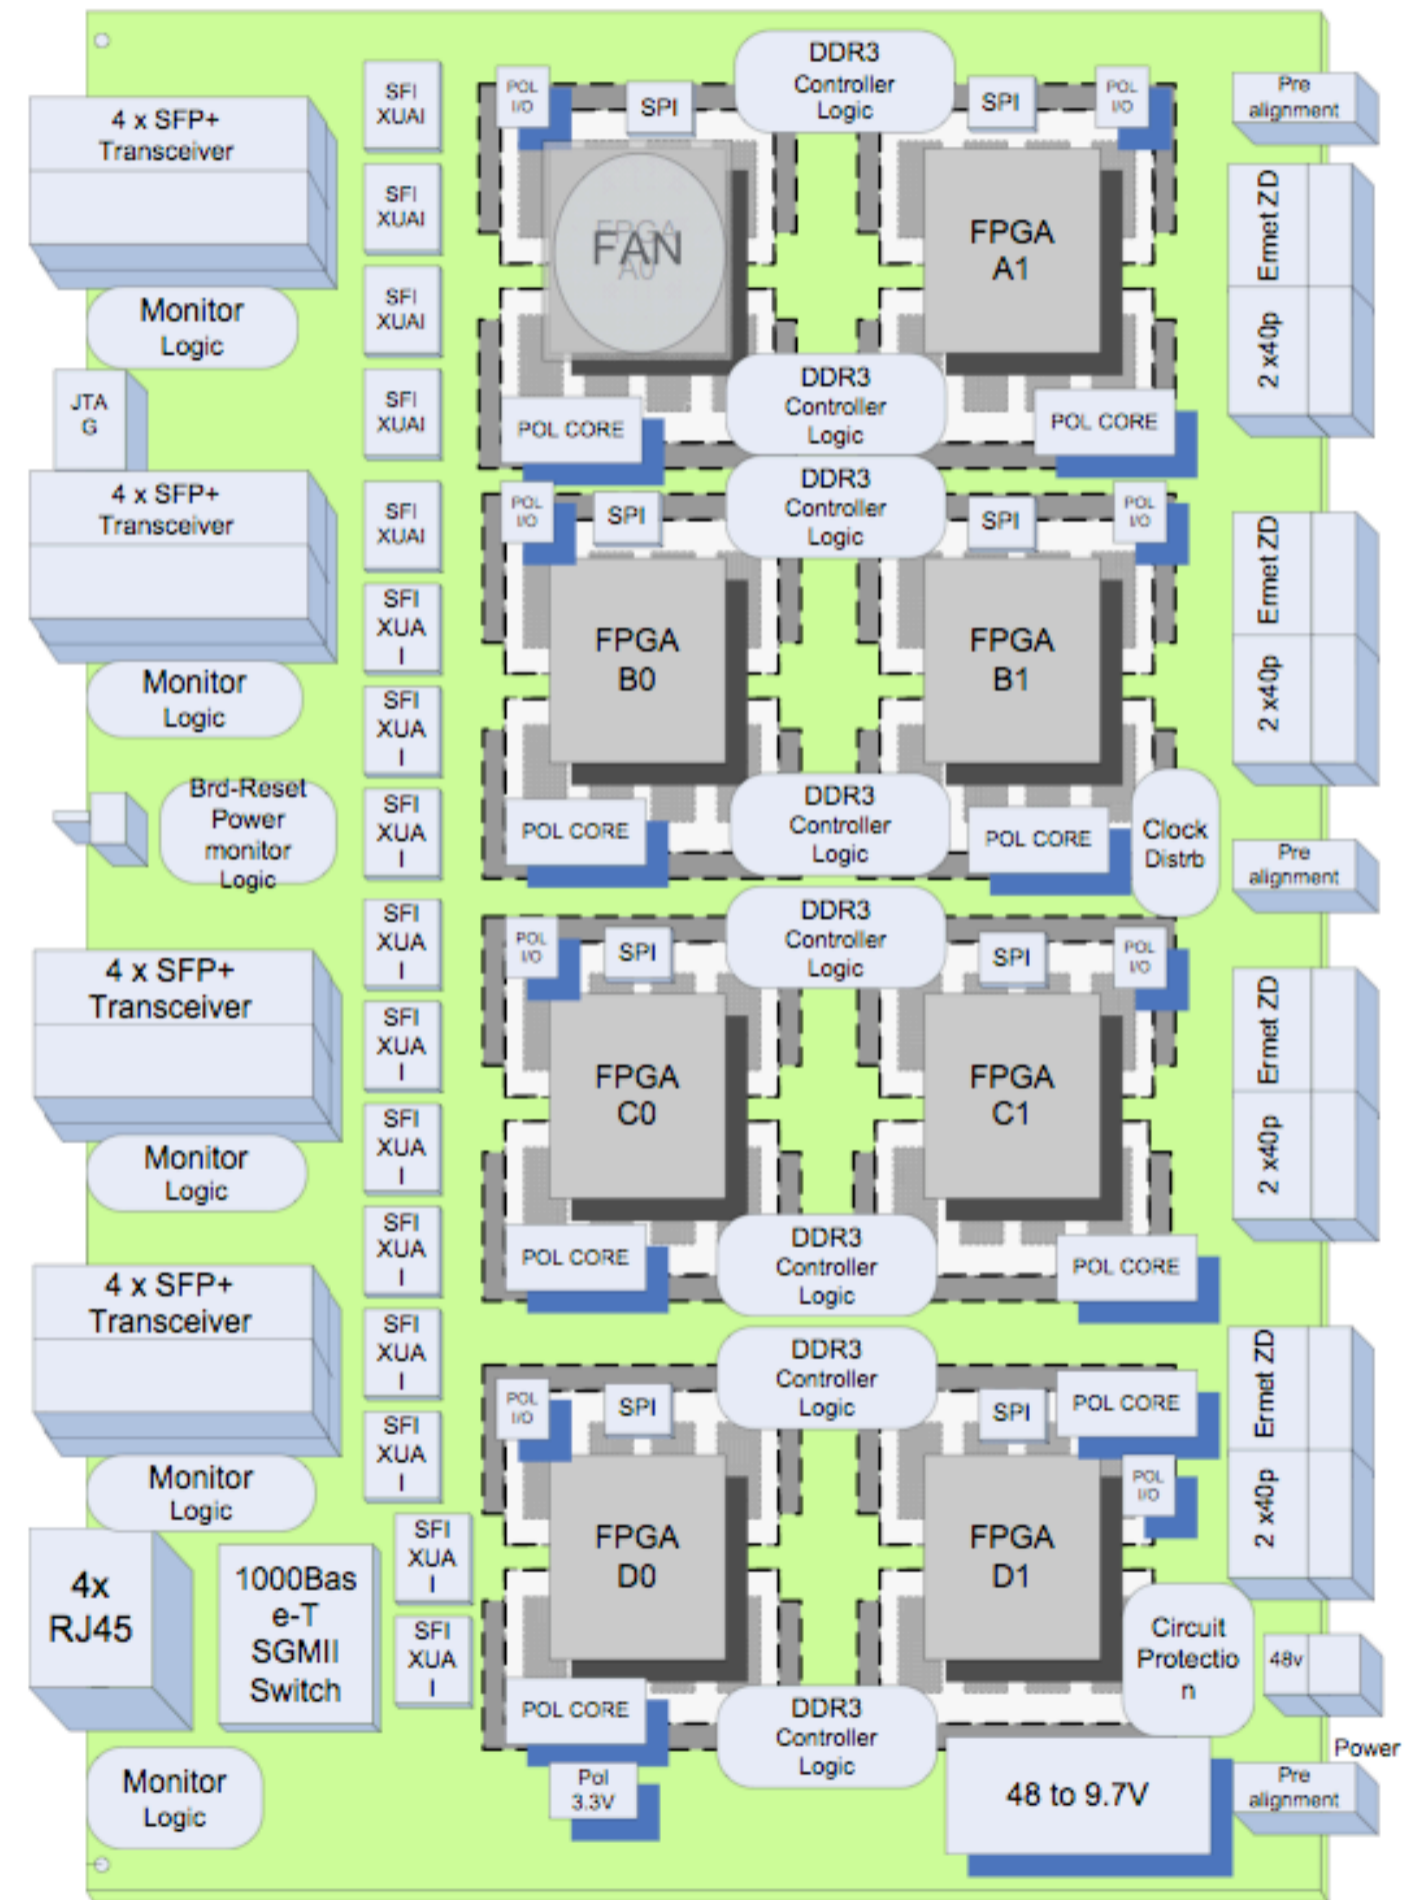 DDR3
Controller
Logic
SFI
XUAI
POL
I/O
SPI
SPI
POL
I/O
Pre
alignment
4 x SFP+
Transceiver
SFI
XUAI
FPGA
A0
FAN
FPGA
A1
Ermet ZD
2 x40p
SFI
XUAI
Monitor
Logic
SFI
XUAI
DDR3
Controller
Logic
JTA
G
POL CORE
POL CORE
4 x SFP+
Transceiver
SFI
XUAI
POL
I/O
SPI
DDR3
Controller
Logic
SPI
POL
I/O
Ermet ZD
2 x40p
SFI
XUA
I
FPGA
B0
FPGA
B1
Monitor
Logic
SFI
XUA
I
Brd-Reset
Power
monitor
Logic
SFI
XUA
I
POL CORE
DDR3
Controller
Logic
POL CORE
Clock
Distrb
Pre
alignment
SFI
XUA
I
POL
I/O
SPI
DDR3
Controller
Logic
SPI
POL
I/O
4 x SFP+
Transceiver
SFI
XUA
I
FPGA
C0
FPGA
C1
Ermet ZD
2 x40p
Monitor
Logic
SFI
XUA
I
SFI
XUA
I
POL CORE
DDR3
Controller
Logic
POL CORE
4 x SFP+
Transceiver
SFI
XUA
I
POL
I/O
SPI
DDR3
Controller
Logic
SPI
POL CORE
POL
I/O
Ermet ZD
2 x40p
SFI
XUA
I
Monitor
Logic
SFI
XUA
I
FPGA
D0
FPGA
D1
4x
RJ45
1000Bas
e-T
SGMII
Switch
SFI
XUA
I
Circuit
Protectio
n
48v
Power
POL CORE
DDR3
Controller
Logic
Monitor
Logic
Pol
3.3V
48 to 9.7V
Pre
alignment